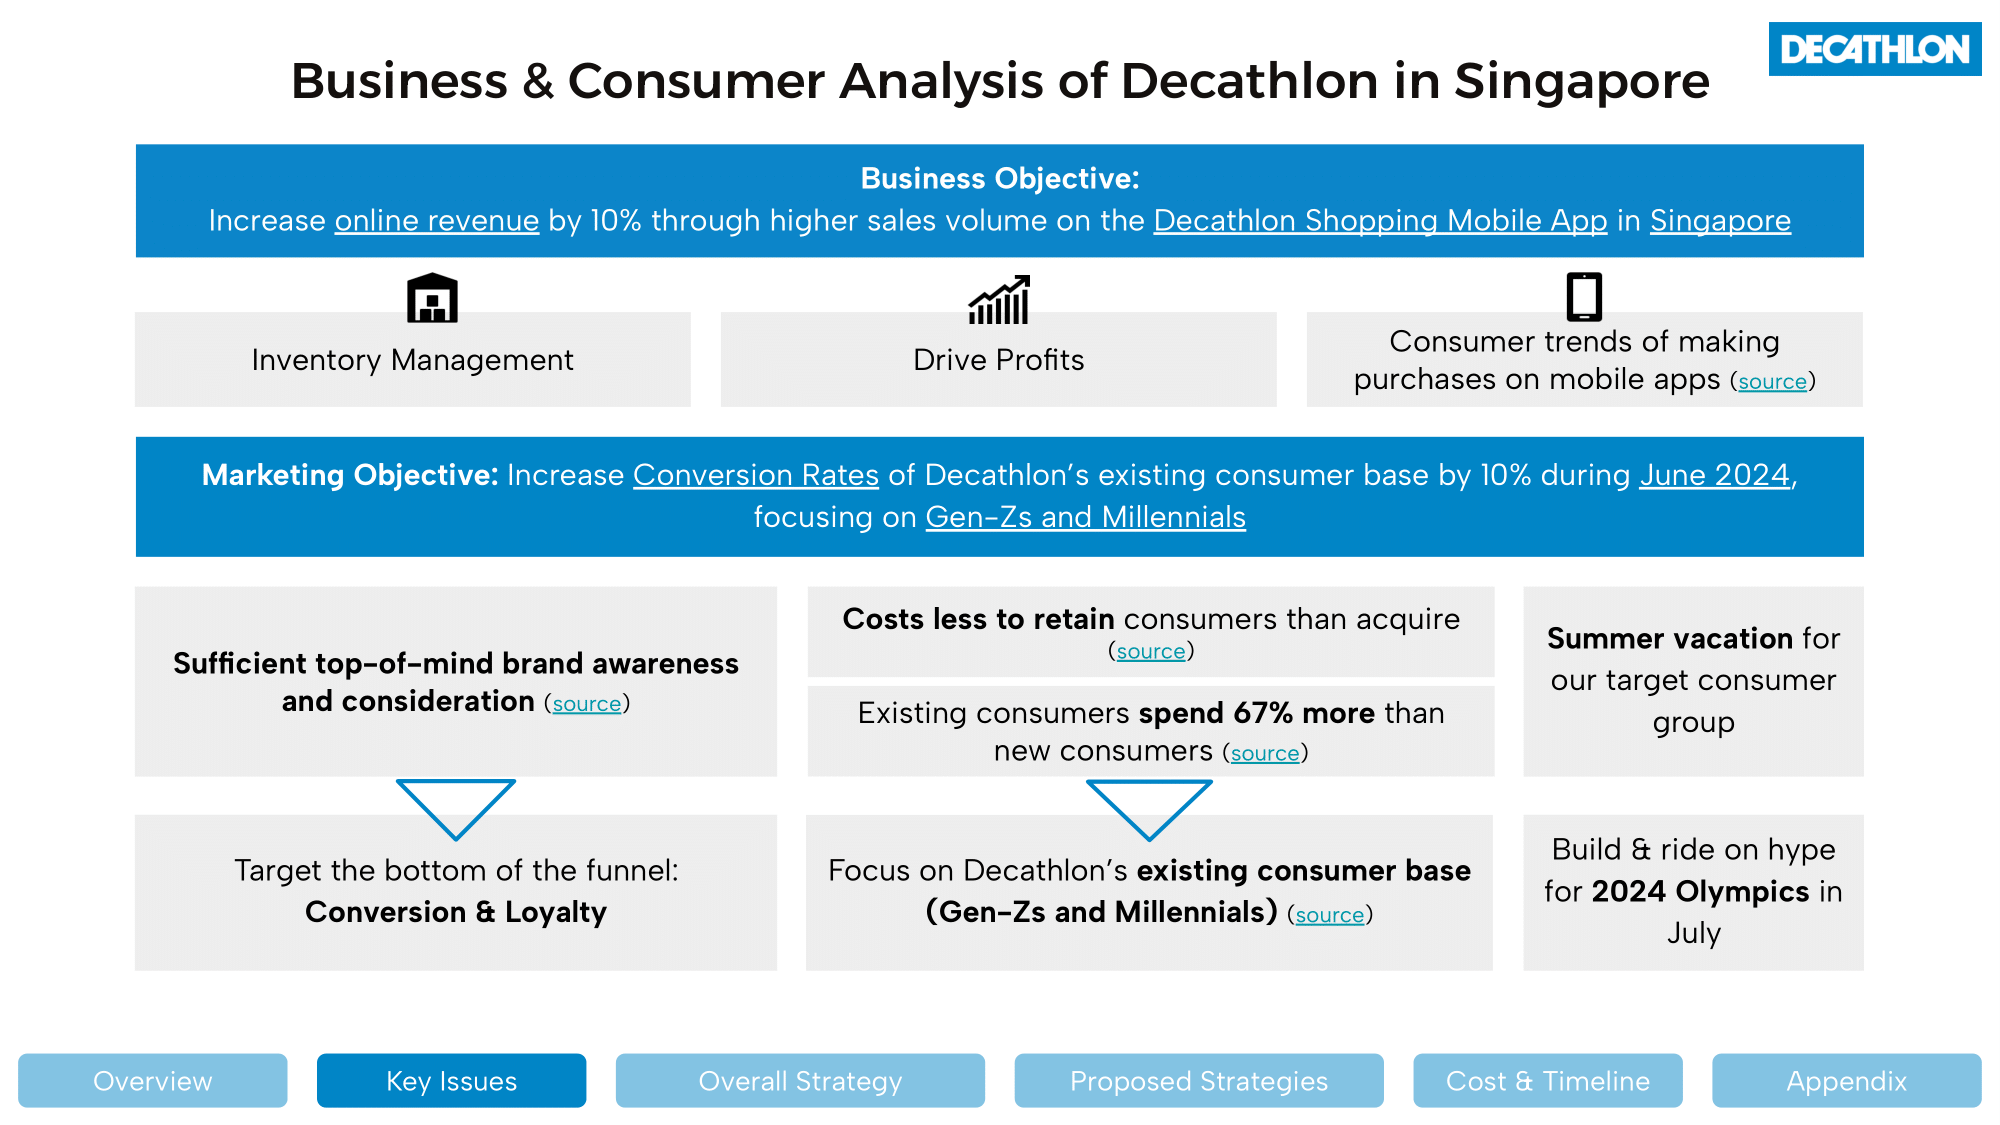 DECATHLON
Business & Consumer Analysis of Decathlon in Singapore
Business Objective:
Increase online revenue by 10% through higher sales volume on the Decathlon Shopping Mobile App in Singapore
Inventory Management
Drive Profits
Consumer trends of making
purchases on mobile apps (source)
Marketing Objective: Increase Conversion Rates of Decathlon's existing consumer base by 10% during June 2024,
focusing on Gen-Zs and Millennials
Sufficient top-of-mind brand awareness
and consideration (source)
Costs less to retain consumers than acquire
(source)
Existing consumers spend 67% more than
new consumers (source)
Summer vacation for
our target consumer
group
Target the bottom of the funnel:
Conversion & Loyalty
Focus on Decathlon's existing consumer base
(Gen-Zs and Millennials) (source)
Build & ride on hype
for 2024 Olympics in
July
Overview
Key Issues
Overall Strategy
Proposed Strategies
Cost & Timeline
Appendix